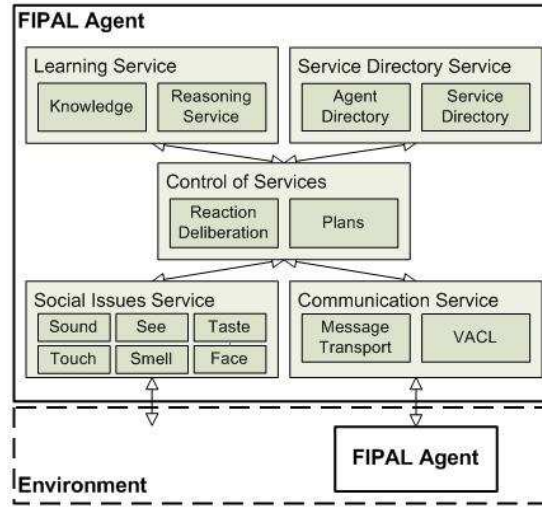 FIPAL Agent
Learning Service
Knowledge
Reasoning
Service
Service Directory Service
Agent
Directory
Service
Directory
Control of Services
Reaction
Deliberation
Plans
Social Issues Service
Sound
See
Taste
Touch
Smell
Face
Communication Service
Message
Transport
VACL
FIPAL Agent
Environment